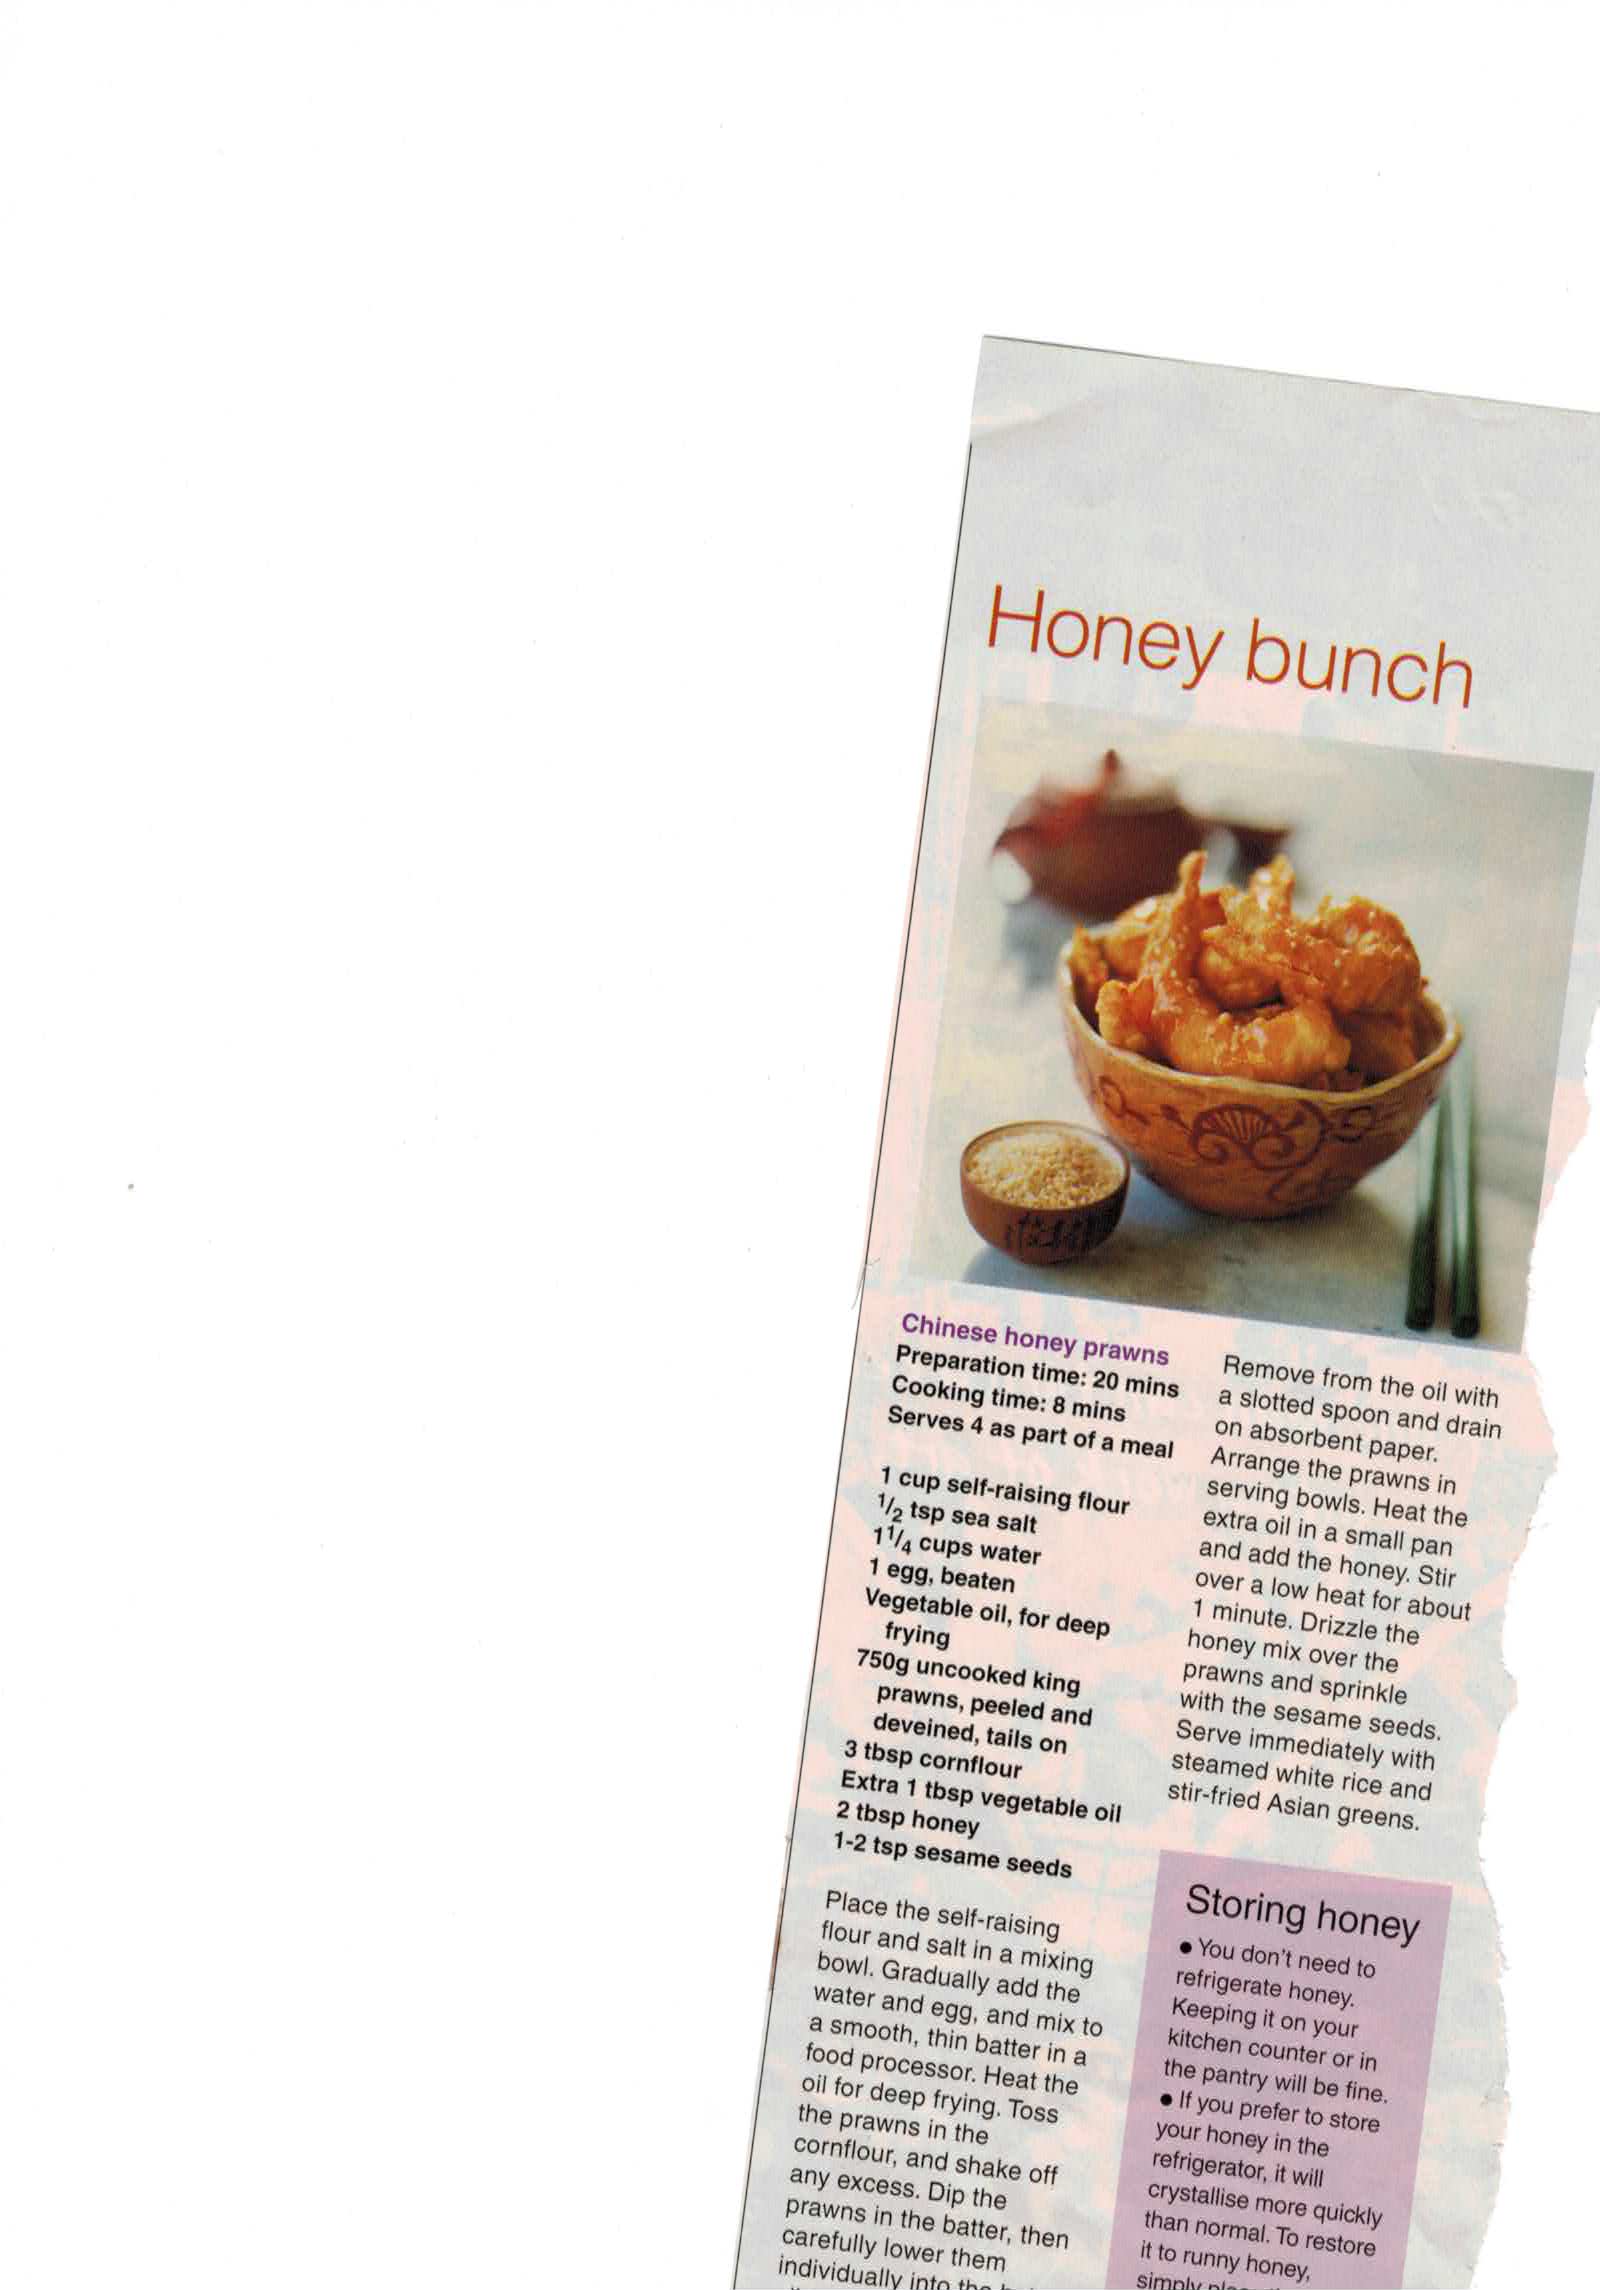 Honey bunch
Chinese honey prawns
Preparation time: 20 mins
Cooking time: 8 mins
Serves 4 as part of a meal
1 cup self-raising flour
1/2 tsp sea salt
1 1/4 cups water
1 egg, beaten
Vegetable oil, for deep
frying
750g uncooked king
prawns, peeled and
deveined, tails on
3 tbsp cornflour
Extra 1 tbsp vegetable oil
2 tbsp honey
1-2 tsp sesame seeds
Place the self-raising
flour and salt in a mixing
bowl. Gradually add the
water and egg, and mix to
a smooth, thin batter in a
food processor. Heat the
oil for deep frying. Toss
the prawns in the
cornflour, and shake off
any excess. Dip the
prawns in the batter, then
carefully lower them
individually into the
Remove from the oil with
a slotted spoon and drain
on absorbent paper.
Arrange the prawns in
serving bowls. Heat the
extra oil in a small pan
and add the honey. Stir
over a low heat for about
1 minute. Drizzle the
honey mix over the
prawns and sprinkle
with the sesame seeds.
Serve immediately with
steamed white rice and
stir-fried Asian greens.
Storing honey
● You don't need to
refrigerate honey.
Keeping it on your
kitchen counter or in
the pantry will be fine.
● If you prefer to store
your honey in the
refrigerator, it will
crystallise more quickly
than normal. To restore
it to runny honey,
simply